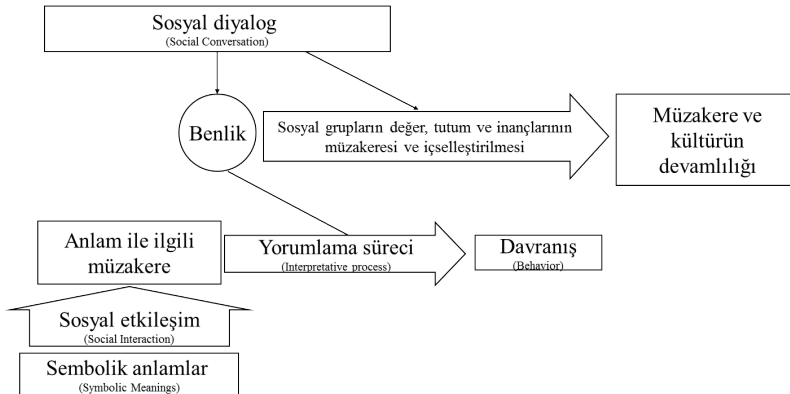 Sosyal diyalog
(Social Conversation)
Benlik
Sosyal grupların değer, tutum ve inançlarının
müzakeresi ve içselleştirilmesi
Müzakere ve
kültürün
devamlılığı
Anlam ile ilgili
müzakere
Yorumlama süreci
(Interpretative process)
Davranış
(Behavior)
Sosyal etkileşim
(Social Interaction)
Sembolik anlamlar
(Symbolic Meanings)